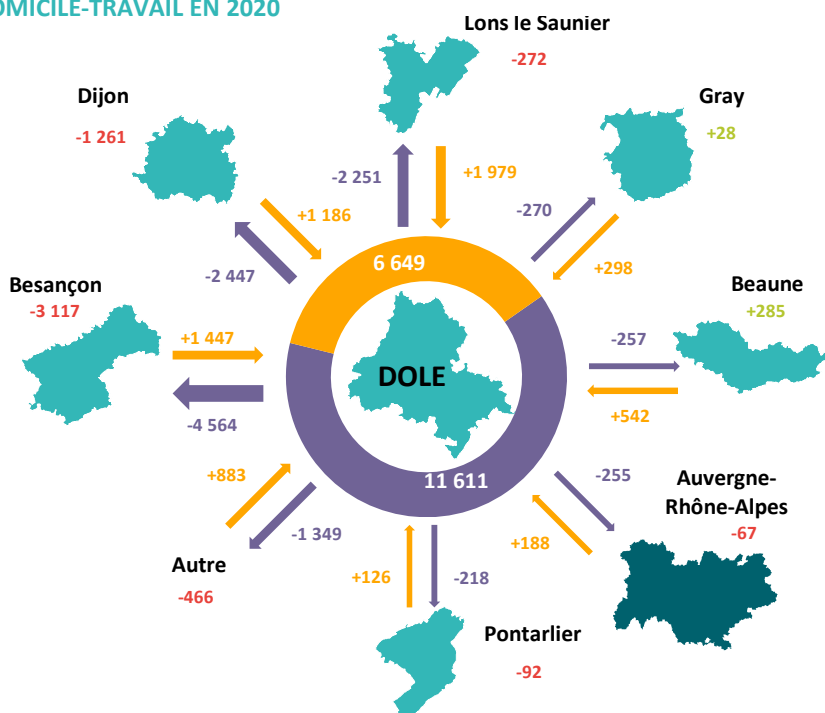 OMICILE-TRAVAIL EN 2020
Lons le Saunier
-272
Dijon
-1 261
Gray
+28
-2 251
+1 979
+1 186
-270
-2 447
+298
6 649
Besançon
-3 117
Beaune
+285
+1 447
-257
DOLE
-4 564
+542
+883
11 611
-255
Auvergne-
Rhône-Alpes
-67
-1 349
+188
Autre
-466
+126
-218
Pontarlier
-92